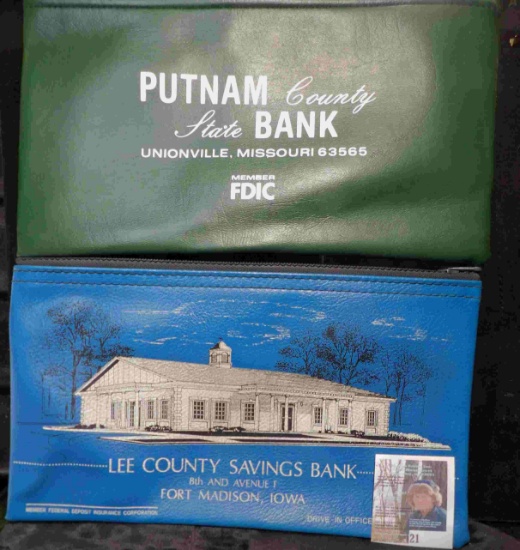 PUTNAM County
State BANK
UNIONVILLE, MISSOURI 63565
MEMBER
FDIC
LEE COUNTY SAVINGS BANK
8th AND AVENUE F
FORT MADISON, IOWA
MEMBER FEDERAL DEPOSIT INSURANCE CORPORATION
DRIVE IN OFFICE
21